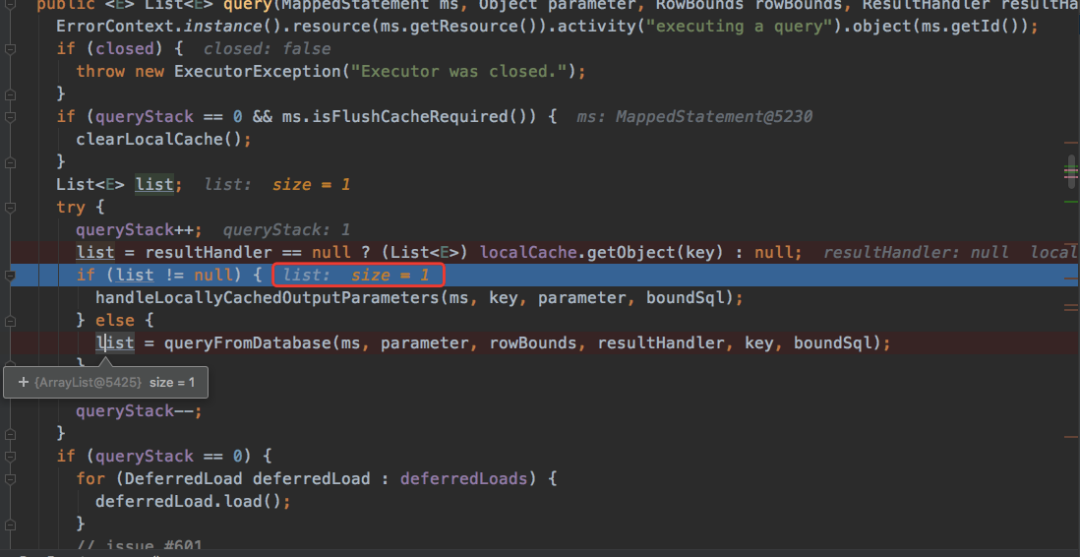 public <E> List<E> query(MappedStatement ms, Object parameter, RowBounds rowBounds, ResultHandler resultHa
ErrorContext.instance().resource(ms.getResource()).activity("executing a query").object(ms.getId());
if (closed) { closed: false
throw new ExecutorException("Executor was closed.");
}
if (queryStack == 0 && ms.isFlushCacheRequired()) { ms: MappedStatement@5230
clearLocalCache();
}
List<E> list; list: size = 1
try {
queryStack++; queryStack: 1
list = resultHandler == null ? (List<E>) localCache.getObject(key) : null; resultHandler: null local
if (list != null) { list: size = 1
handleLocallyCachedOutputParameters(ms, key, parameter, boundSql);
} else {
list = queryFromDatabase(ms, parameter, rowBounds, resultHandler, key, boundSql);
}
+ {ArrayList@5425} size = 1
queryStack--;
}
if (queryStack == 0) {
for (DeferredLoad deferredLoad : deferredLoads) {
deferredLoad.load();
}
// issue #601